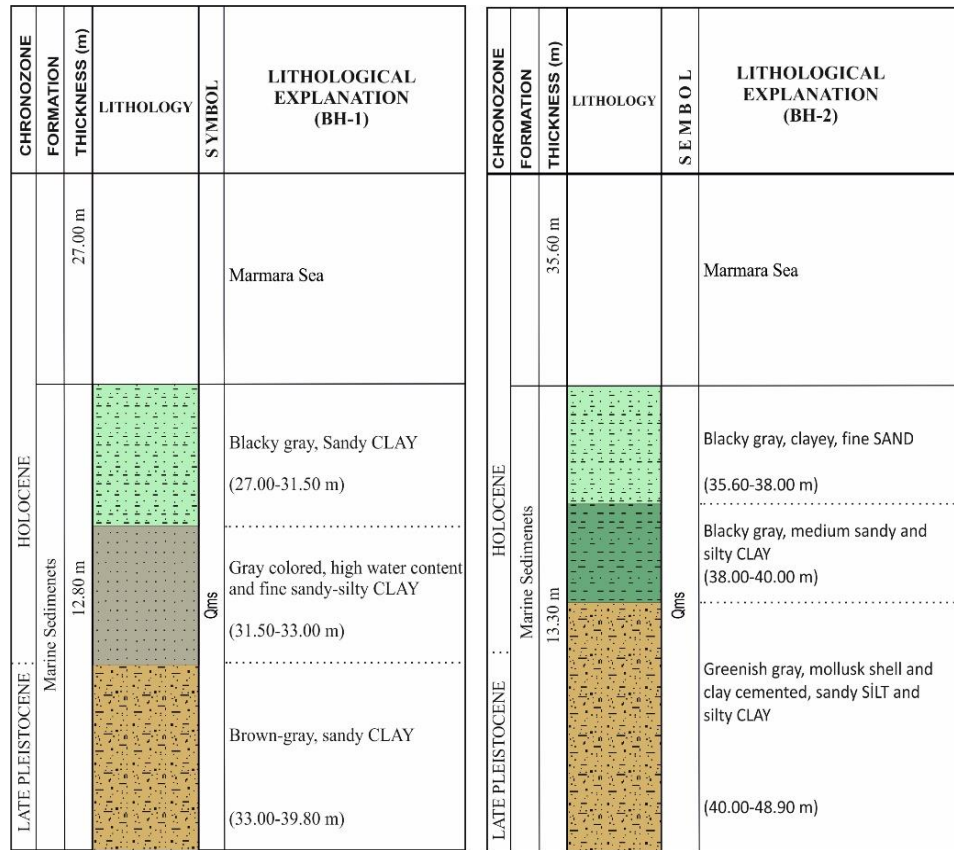 CHRONOZONE
FORMATION
THICKNESS (m)
LITHOLOGY
SYMBOL
LITHOLOGICAL
EXPLANATION
(BH-1)
27.00 m
Marmara Sea
HOLOCENE
LATE PLEISTOCENE
Marine Sedimenets
12.80 m
Qms
Blacky gray, Sandy CLAY
(27.00-31.50 m)
Gray colored, high water content
and fine sandy-silty CLAY
(31.50-33.00 m)
Brown-gray, sandy CLAY
(33.00-39.80 m)
CHRONOZONE
FORMATION
THICKNESS (m)
LITHOLOGY
SEMBOL
LITHOLOGICAL
EXPLANATION
(BH-2)
35.60 m
Marmara Sea
HOLOCENE
LATE PLEISTOCENE
Marine Sedimenets
13.30 m
Qms
Blacky gray, clayey, fine SAND
(35.60-38.00 m)
Blacky gray, medium sandy and
silty CLAY
(38.00-40.00 m)
Greenish gray, mollusk shell and
clay cemented, sandy SİLT and
silty CLAY
(40.00-48.90 m)